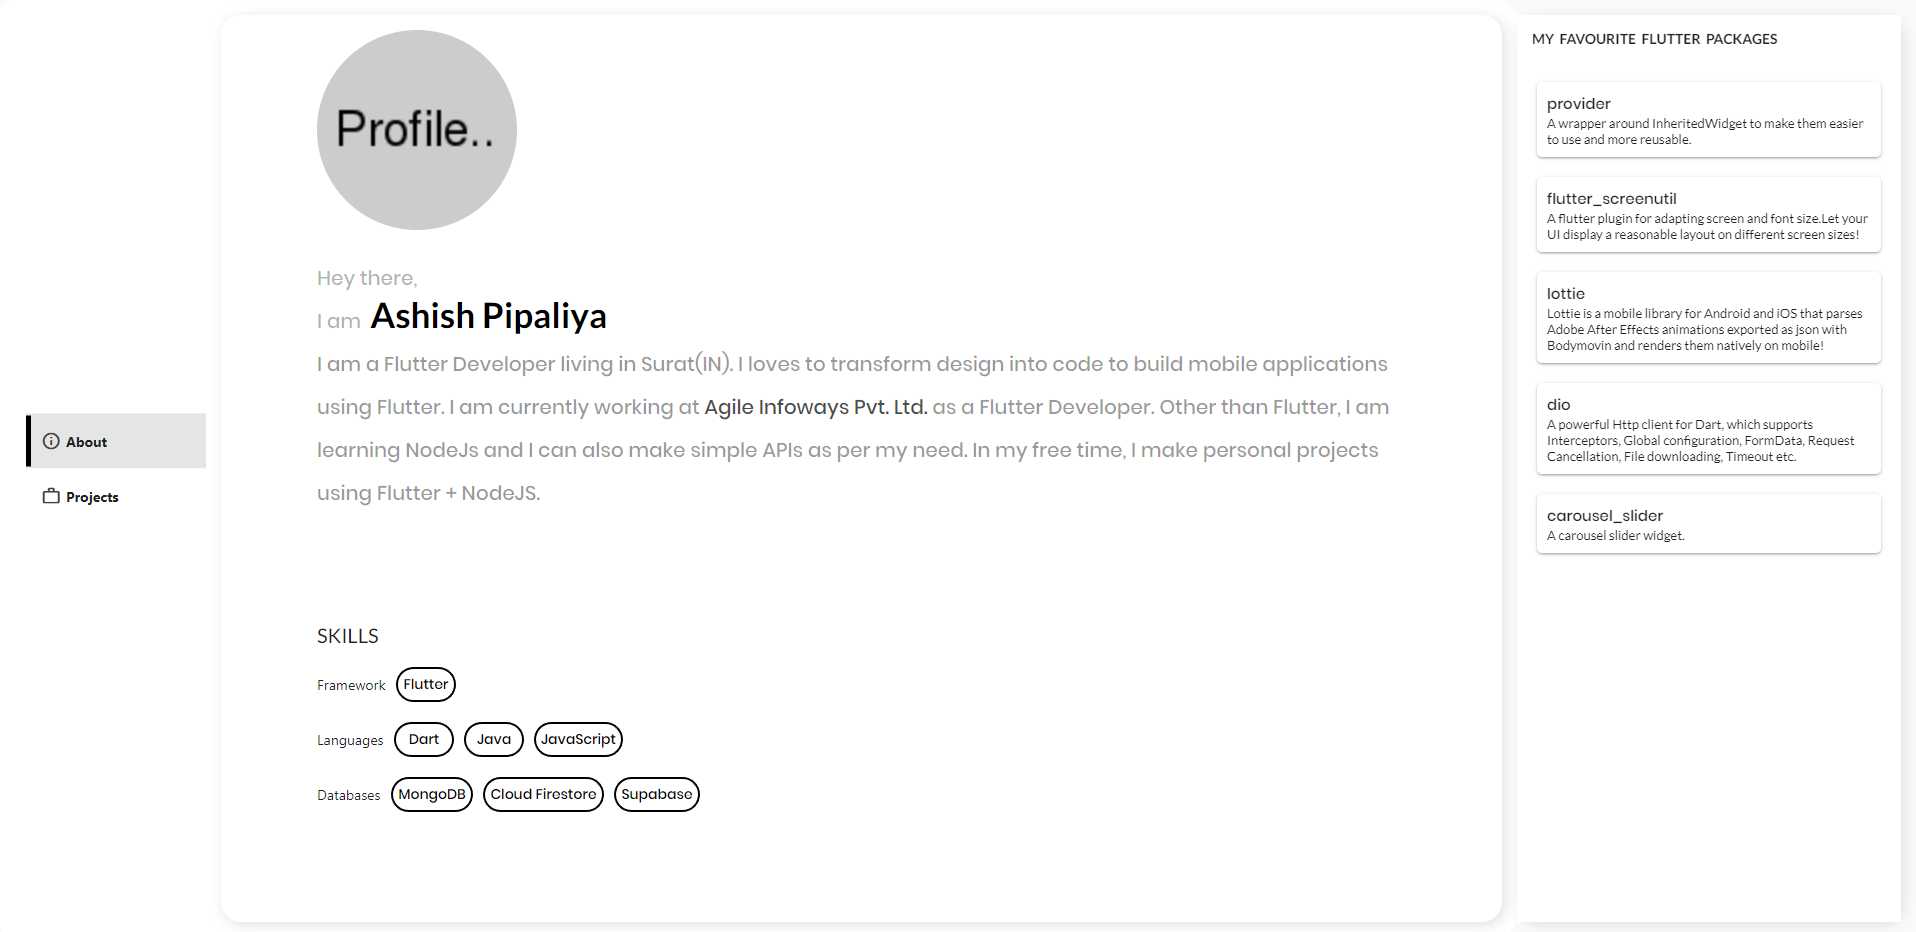 About
Projects
Profile..
Hey there,
I am Ashish Pipaliya
I am a Flutter Developer living in Surat(IN). I loves to transform design into code to build mobile applications
using Flutter. I am currently working at Agile Infoways Pvt. Ltd. as a Flutter Developer. Other than Flutter, I am
learning NodeJs and I can also make simple APIs as per my need. In my free time, I make personal projects
using Flutter + NodeJS.
SKILLS
Framework Flutter
Languages Dart Java JavaScript
Databases MongoDB Cloud Firestore Supabase
MY FAVOURITE FLUTTER PACKAGES
provider
A wrapper around InheritedWidget to make them easier
to use and more reusable.
flutter_screenutil
A flutter plugin for adapting screen and font size.Let your
UI display a reasonable layout on different screen sizes!
lottie
Lottie is a mobile library for Android and iOS that parses
Adobe After Effects animations exported as json with
Bodymovin and renders them natively on mobile!
dio
A powerful Http client for Dart, which supports
Interceptors, Global configuration, FormData, Request
Cancellation, File downloading, Timeout etc.
carousel_slider
A carousel slider widget.